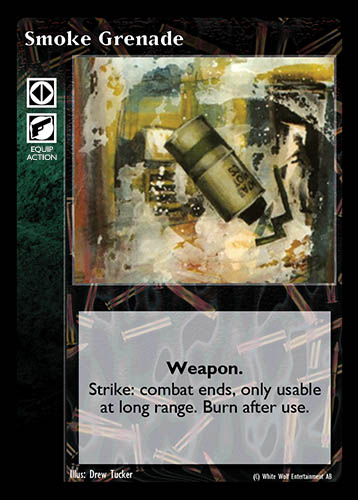 Smoke Grenade
EQUIP
ACTION
Weapon.
Strike: combat ends, only usable
at long range. Burn after use.
Illus: Drew Tucker
(C) White Wolf Entertainment AB